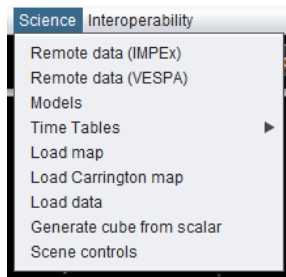 Science Interoperability
Remote data (IMPEx)
Remote data (VESPA)
Models
Time Tables
Load map
Load Carrington map
Load data
Generate cube from scalar
Scene controls